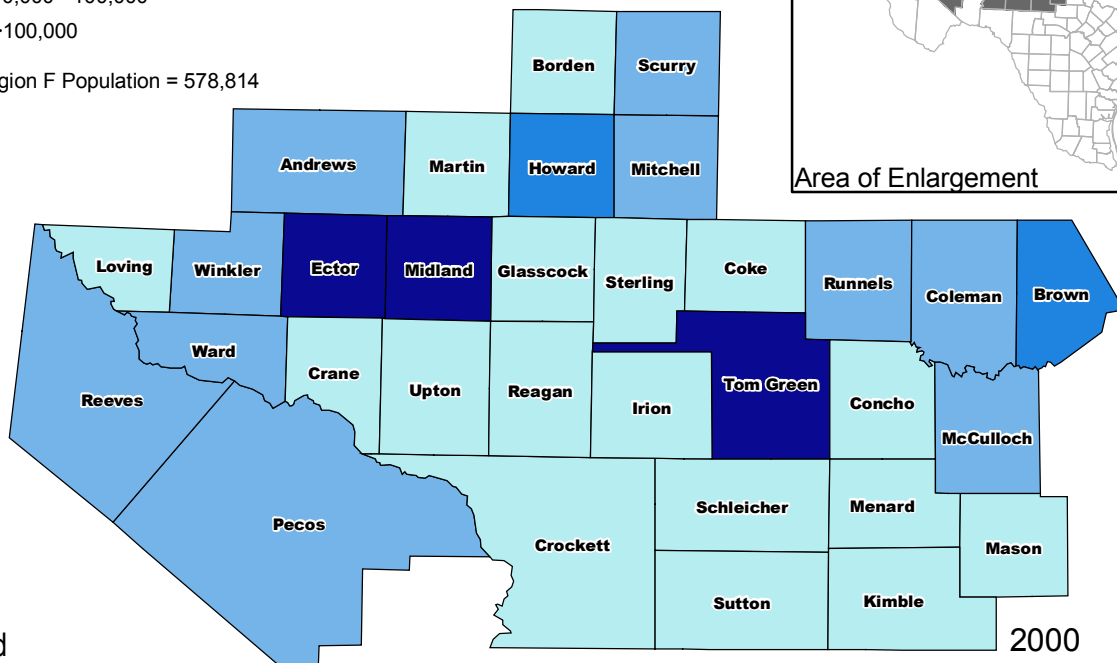 >100,000
gion F Population = 578,814
Area of Enlargement
Borden
Scurry
Andrews
Martin
Howard
Mitchell
Loving
Winkler
Ector
Midland
Glasscock
Sterling
Coke
Runnels
Coleman
Brown
Reeves
Ward
Crane
Upton
Reagan
Irion
Tom Green
Concho
McCulloch
Pecos
Crockett
Schleicher
Menard
Mason
Sutton
Kimble
d
2000